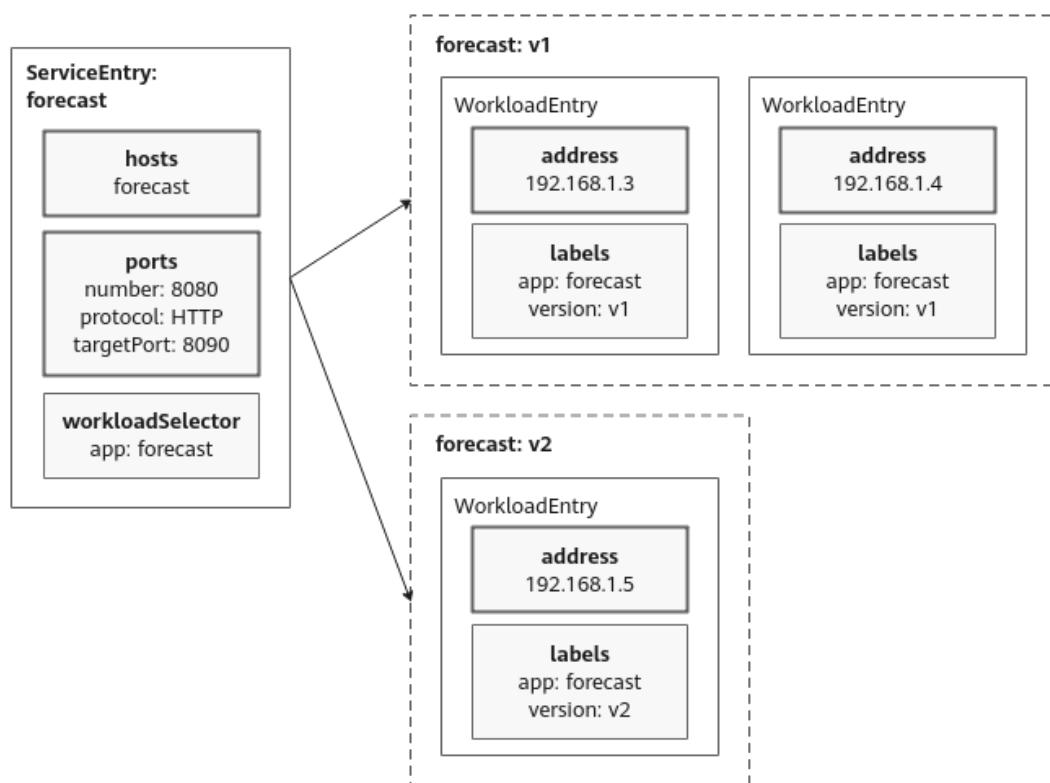 ServiceEntry:
forecast
hosts
forecast
ports
number: 8080
protocol: HTTP
targetPort: 8090
workloadSelector
app: forecast
forecast: v1
WorkloadEntry
address
192.168.1.3
labels
app: forecast
version: v1
WorkloadEntry
address
192.168.1.4
labels
app: forecast
version: v1
forecast: v2
WorkloadEntry
address
192.168.1.5
labels
app: forecast
version: v2